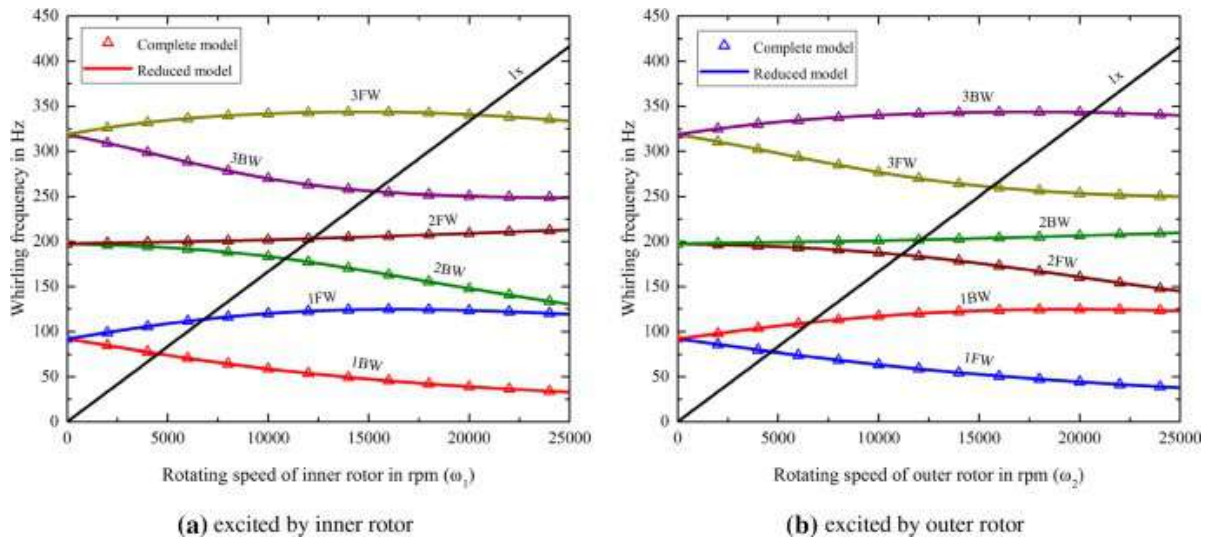 450
400
350
300
250
200
150
100
50
0
Whirling frequency in Hz
Complete model
Reduced model
1x
3FW
3BW
2FW
2BW
1FW
1BW
0 5000 10000 15000 20000 25000
Rotating speed of inner rotor in rpm (ω₁)
(a) excited by inner rotor
450
400
350
300
250
200
150
100
50
0
Whirling frequency in Hz
Complete model
Reduced model
1x
3BW
3FW
2BW
2FW
1BW
1FW
0 5000 10000 15000 20000 25000
Rotating speed of outer rotor in rpm (ω₂)
(b) excited by outer rotor